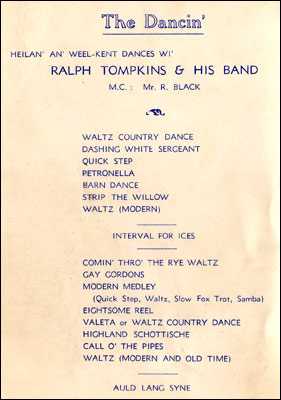 The Dancin'
HEILAN' AN' WEEL-KENT DANCES WI'
RALPH TOMPKINS & HIS BAND
M.C.: Mr. R. BLACK
WALTZ COUNTRY DANCE
DASHING WHITE SERGEANT
QUICK STEP
PETRONELLA
BARN DANCE
STRIP THE WILLOW
WALTZ (MODERN)
INTERVAL FOR ICES
COMIN' THRO' THE RYE WALTZ
GAY GORDONS
MODERN MEDLEY
(Quick Step, Waltz, Slow Fox Trot, Samba)
EIGHTSOME REEL
VALETA or WALTZ COUNTRY DANCE
HIGHLAND SCHOTTISCHE
CALL O' THE PIPES
WALTZ (MODERN AND OLD TIME)
AULD LANG SYNE